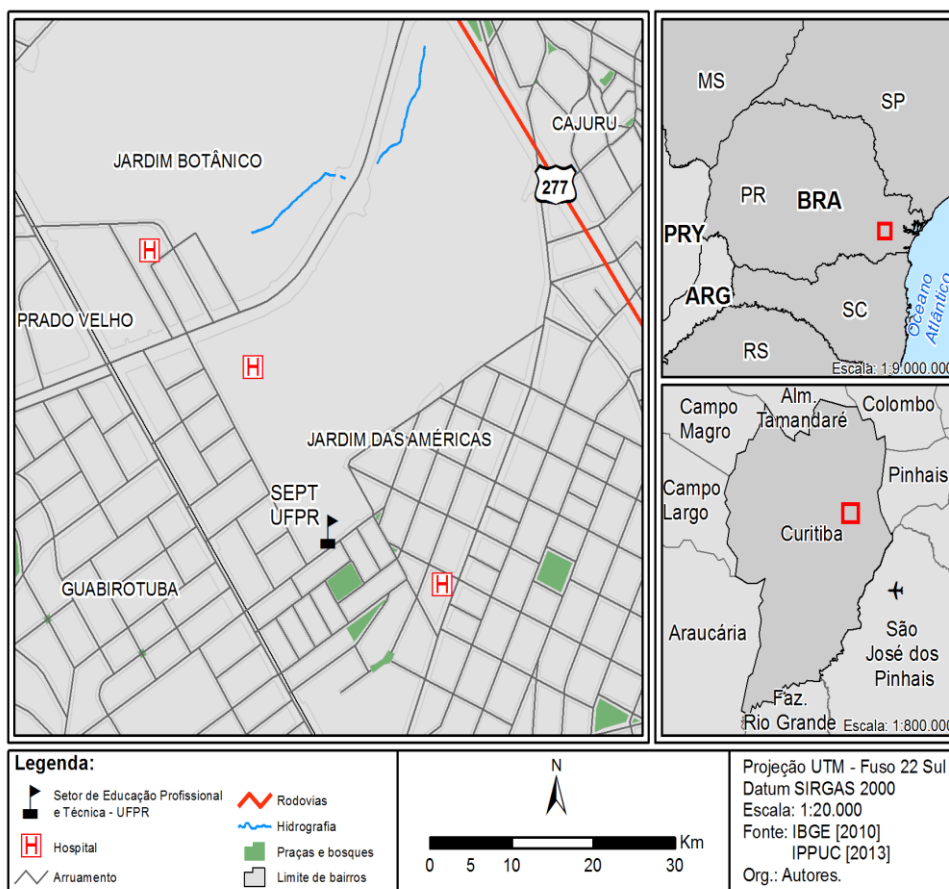 CAJURU
JARDIM BOTÂNICO
277
H
PRADO VELHO
H
JARDIM DAS AMÉRICAS
SEPT
UFPR
GUABIROTUBA
H
MS
SP
PR
BRA
PRY
ARG
SC
RS
Oceano
Atlântico
Escala: 1:9.000.000
Campo
Magro
Alm.
Tamandaré
Colombo
Campo
Largo
Pinhais
Curitiba
Araucária
São
José dos
Pinhais
Faz.
Rio Grande
Escala: 1:800.000
Legenda:
Setor de Educação Profissional
e Técnica - UFPR
H Hospital
Arruamento
Rodovias
Hidrografia
Praças e bosques
Limite de bairros
N
Km
0 5 10 20 30
Projeção UTM - Fuso 22 Sul
Datum SIRGAS 2000
Escala: 1:20.000
Fonte: IBGE [2010]
IPPUC [2013]
Org.: Autores.